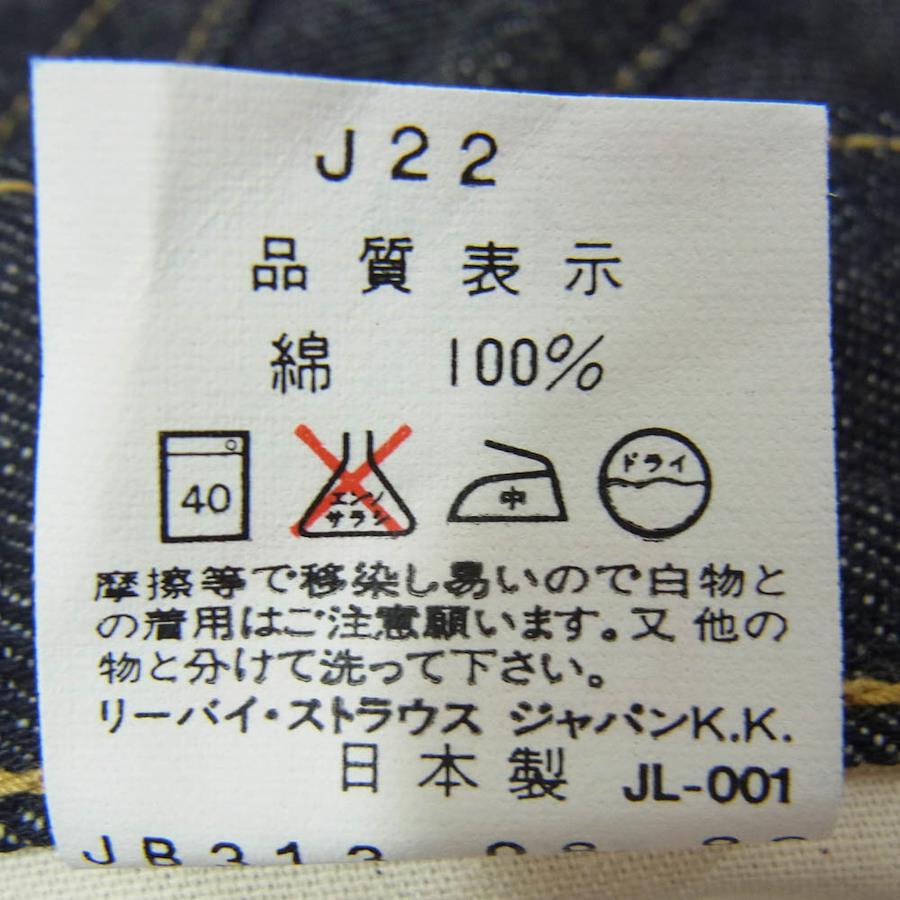 J22
品質表示
綿 100%
40 エンソ サラシ 中 ドライ
摩擦等で移染し易いので白物と
の着用はご注意願います。又他の
物と分けて洗って下さい。
リーバイ・ストラウス ジャパンK.K.
日本製 JL-001
JB313